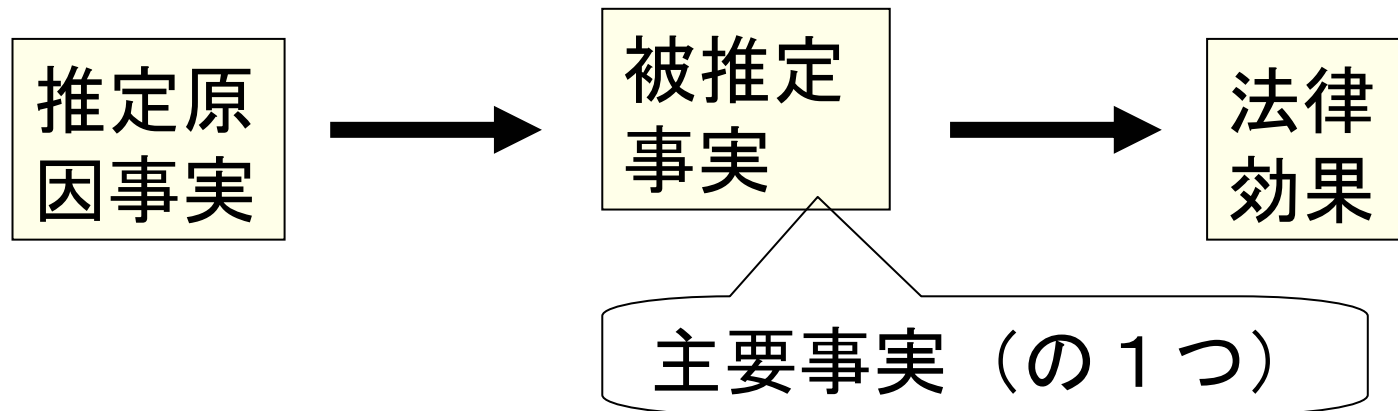 推定原
因事実
被推定
事実
法律
効果
主要事実（の１つ）